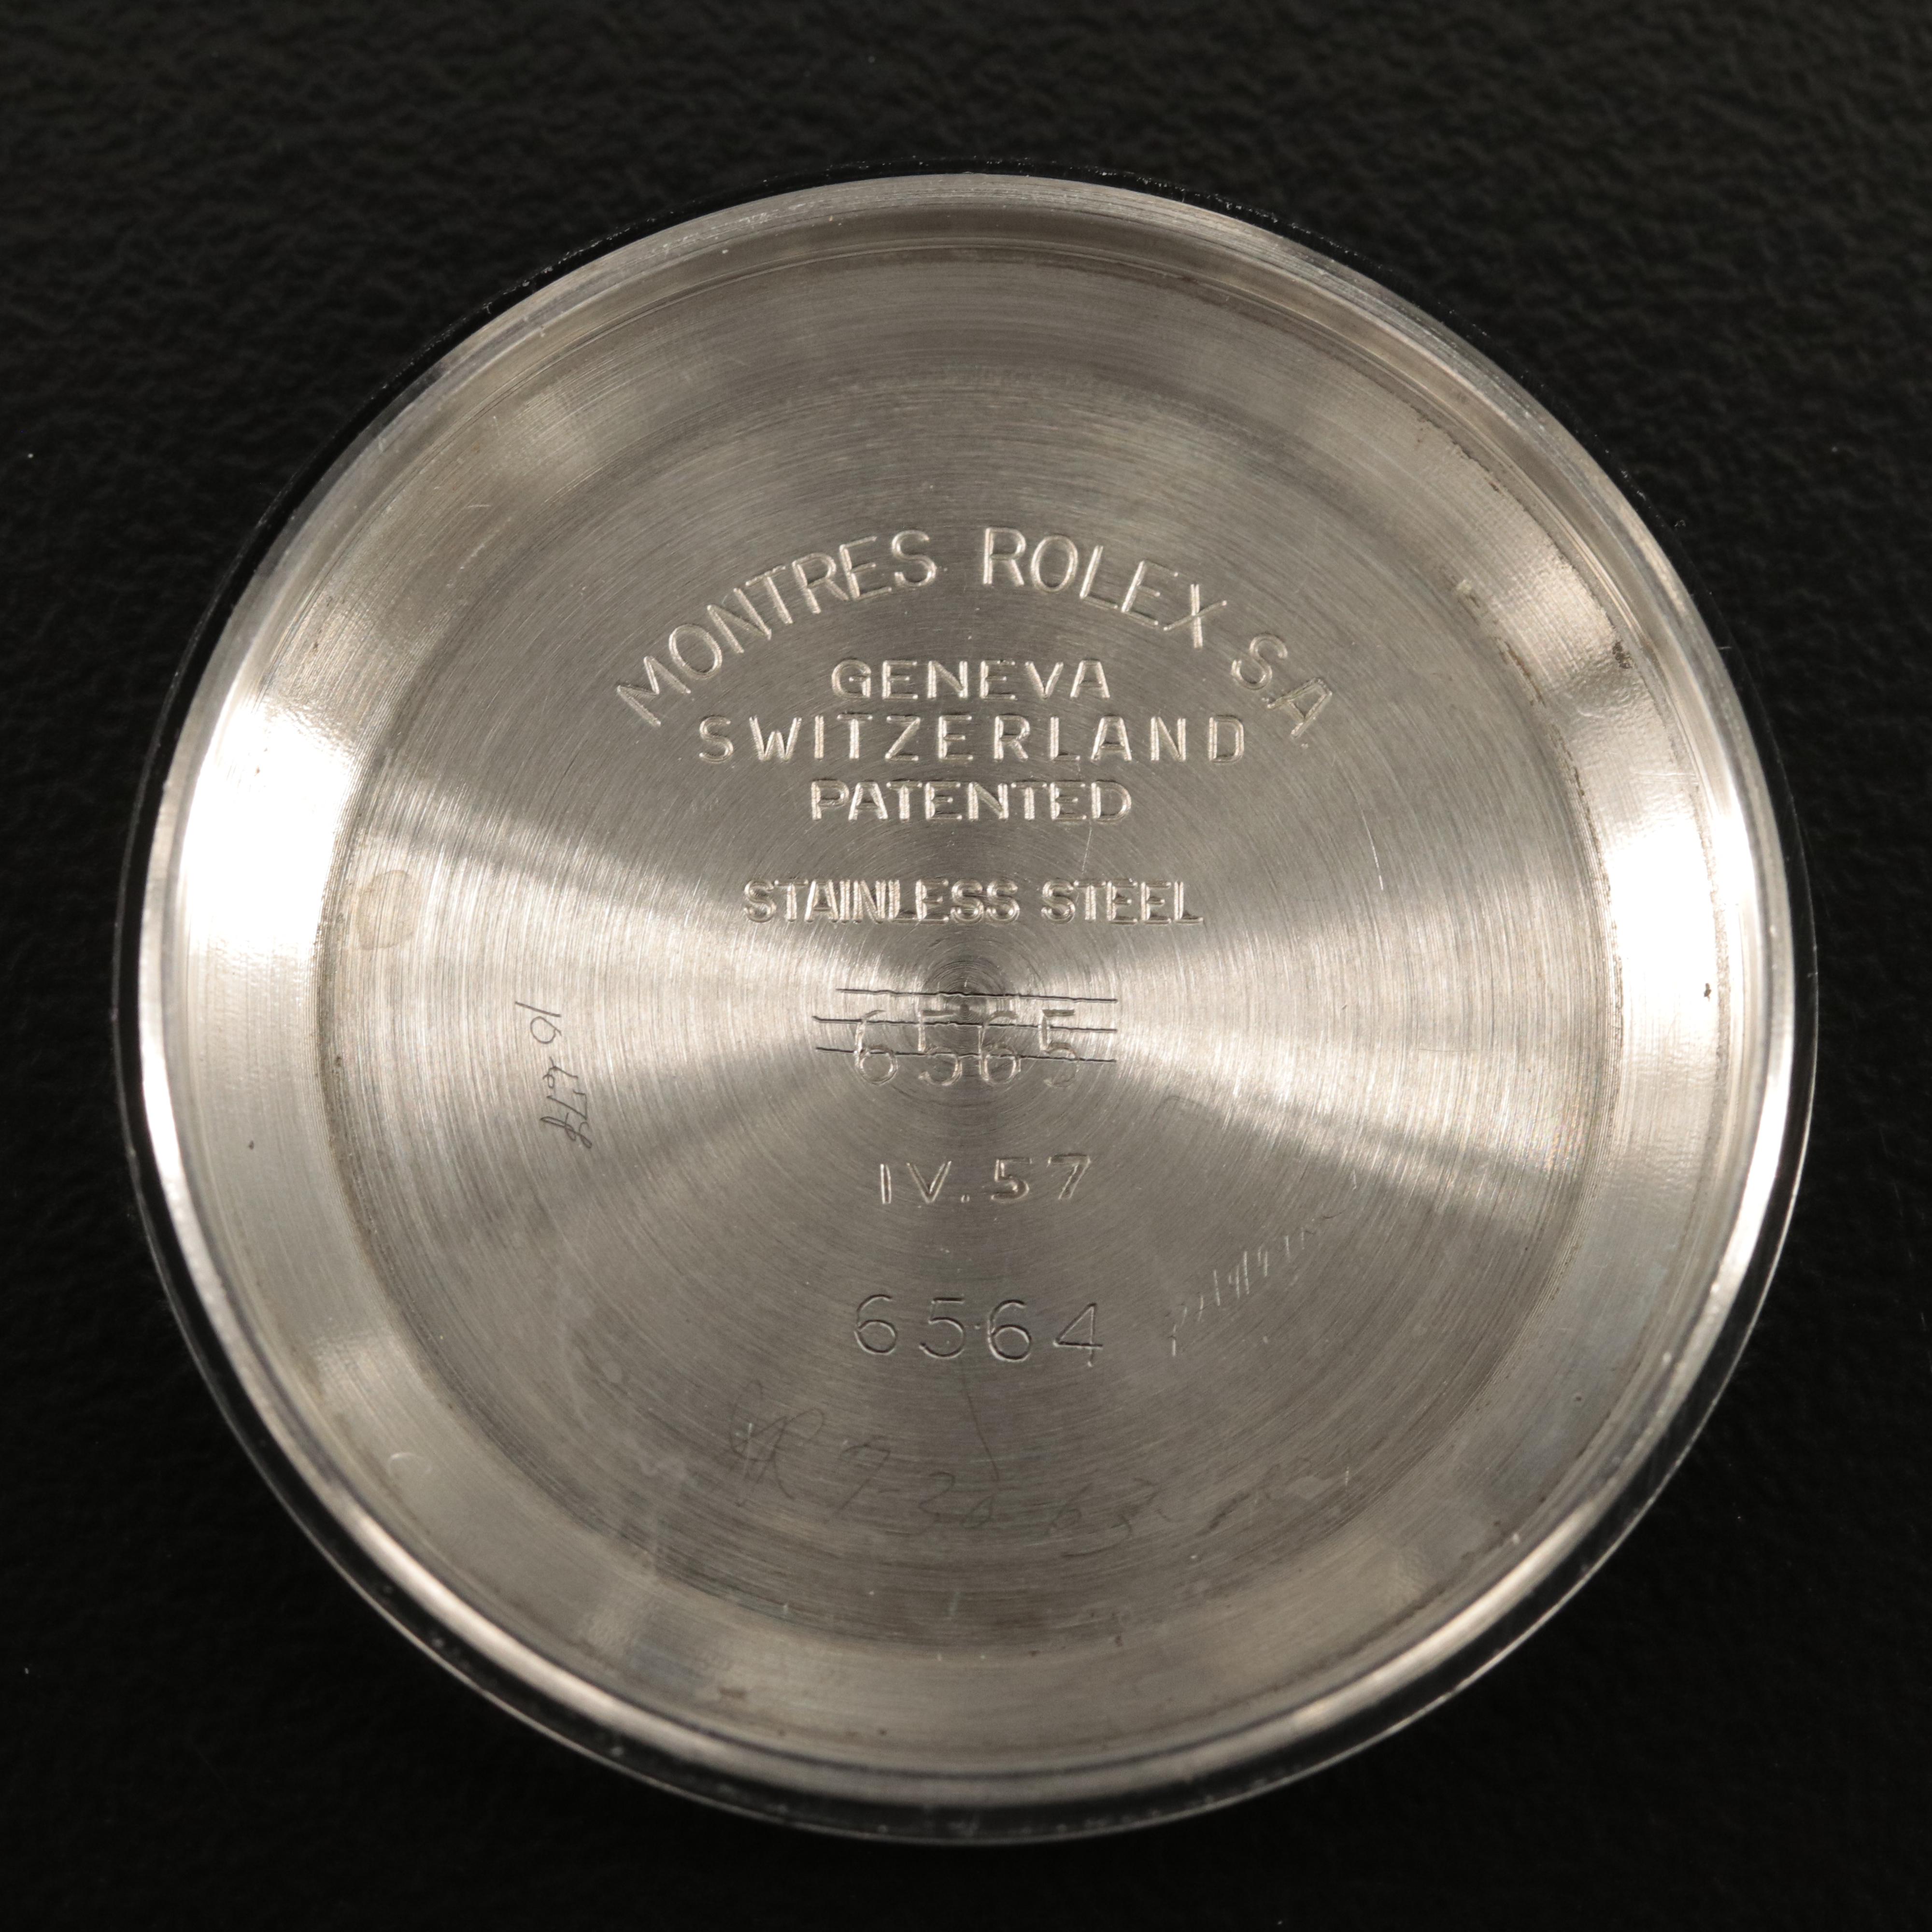 MONTRES ROLEX S.A.
GENEVA
SWITZERLAND
PATENTED
STAINLESS STEEL
6565
IV.57
6564